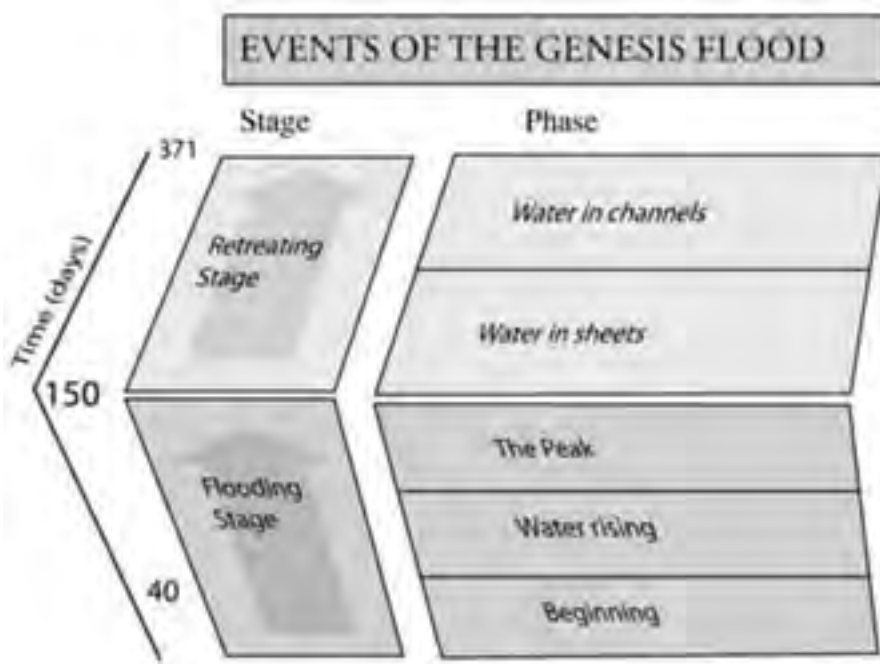 EVENTS OF THE GENESIS FLOOD
Stage
Phase
371
Retreating
Stage
Water in channels
Water in sheets
Time (days)
150
Flooding
Stage
The Peak
Water rising
40
Beginning